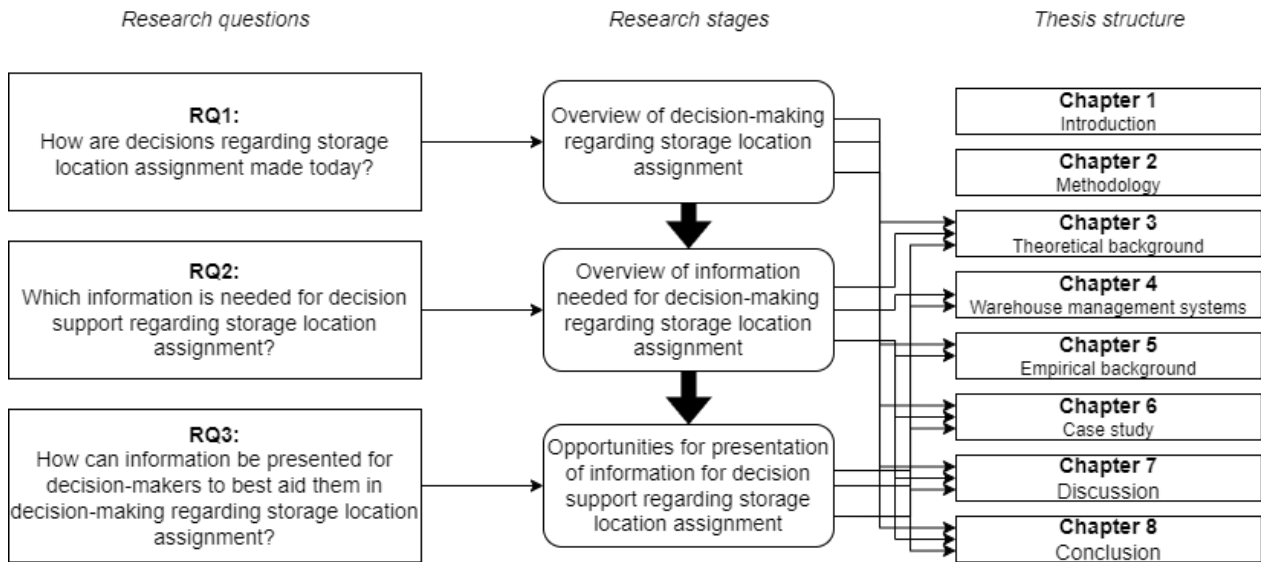 Research questions
Research stages
Thesis structure
RQ1:
How are decisions regarding storage
location assignment made today?
Overview of decision-making
regarding storage location
assignment
RQ2:
Which information is needed for decision
support regarding storage location
assignment?
Overview of information
needed for decision-making
regarding storage location
assignment
RQ3:
How can information be presented for
decision-makers to best aid them in
decision-making regarding storage location
assignment?
Opportunities for presentation
of information for decision
support regarding storage
location assignment
Chapter 1
Introduction
Chapter 2
Methodology
Chapter 3
Theoretical background
Chapter 4
Warehouse management systems
Chapter 5
Empirical background
Chapter 6
Case study
Chapter 7
Discussion
Chapter 8
Conclusion